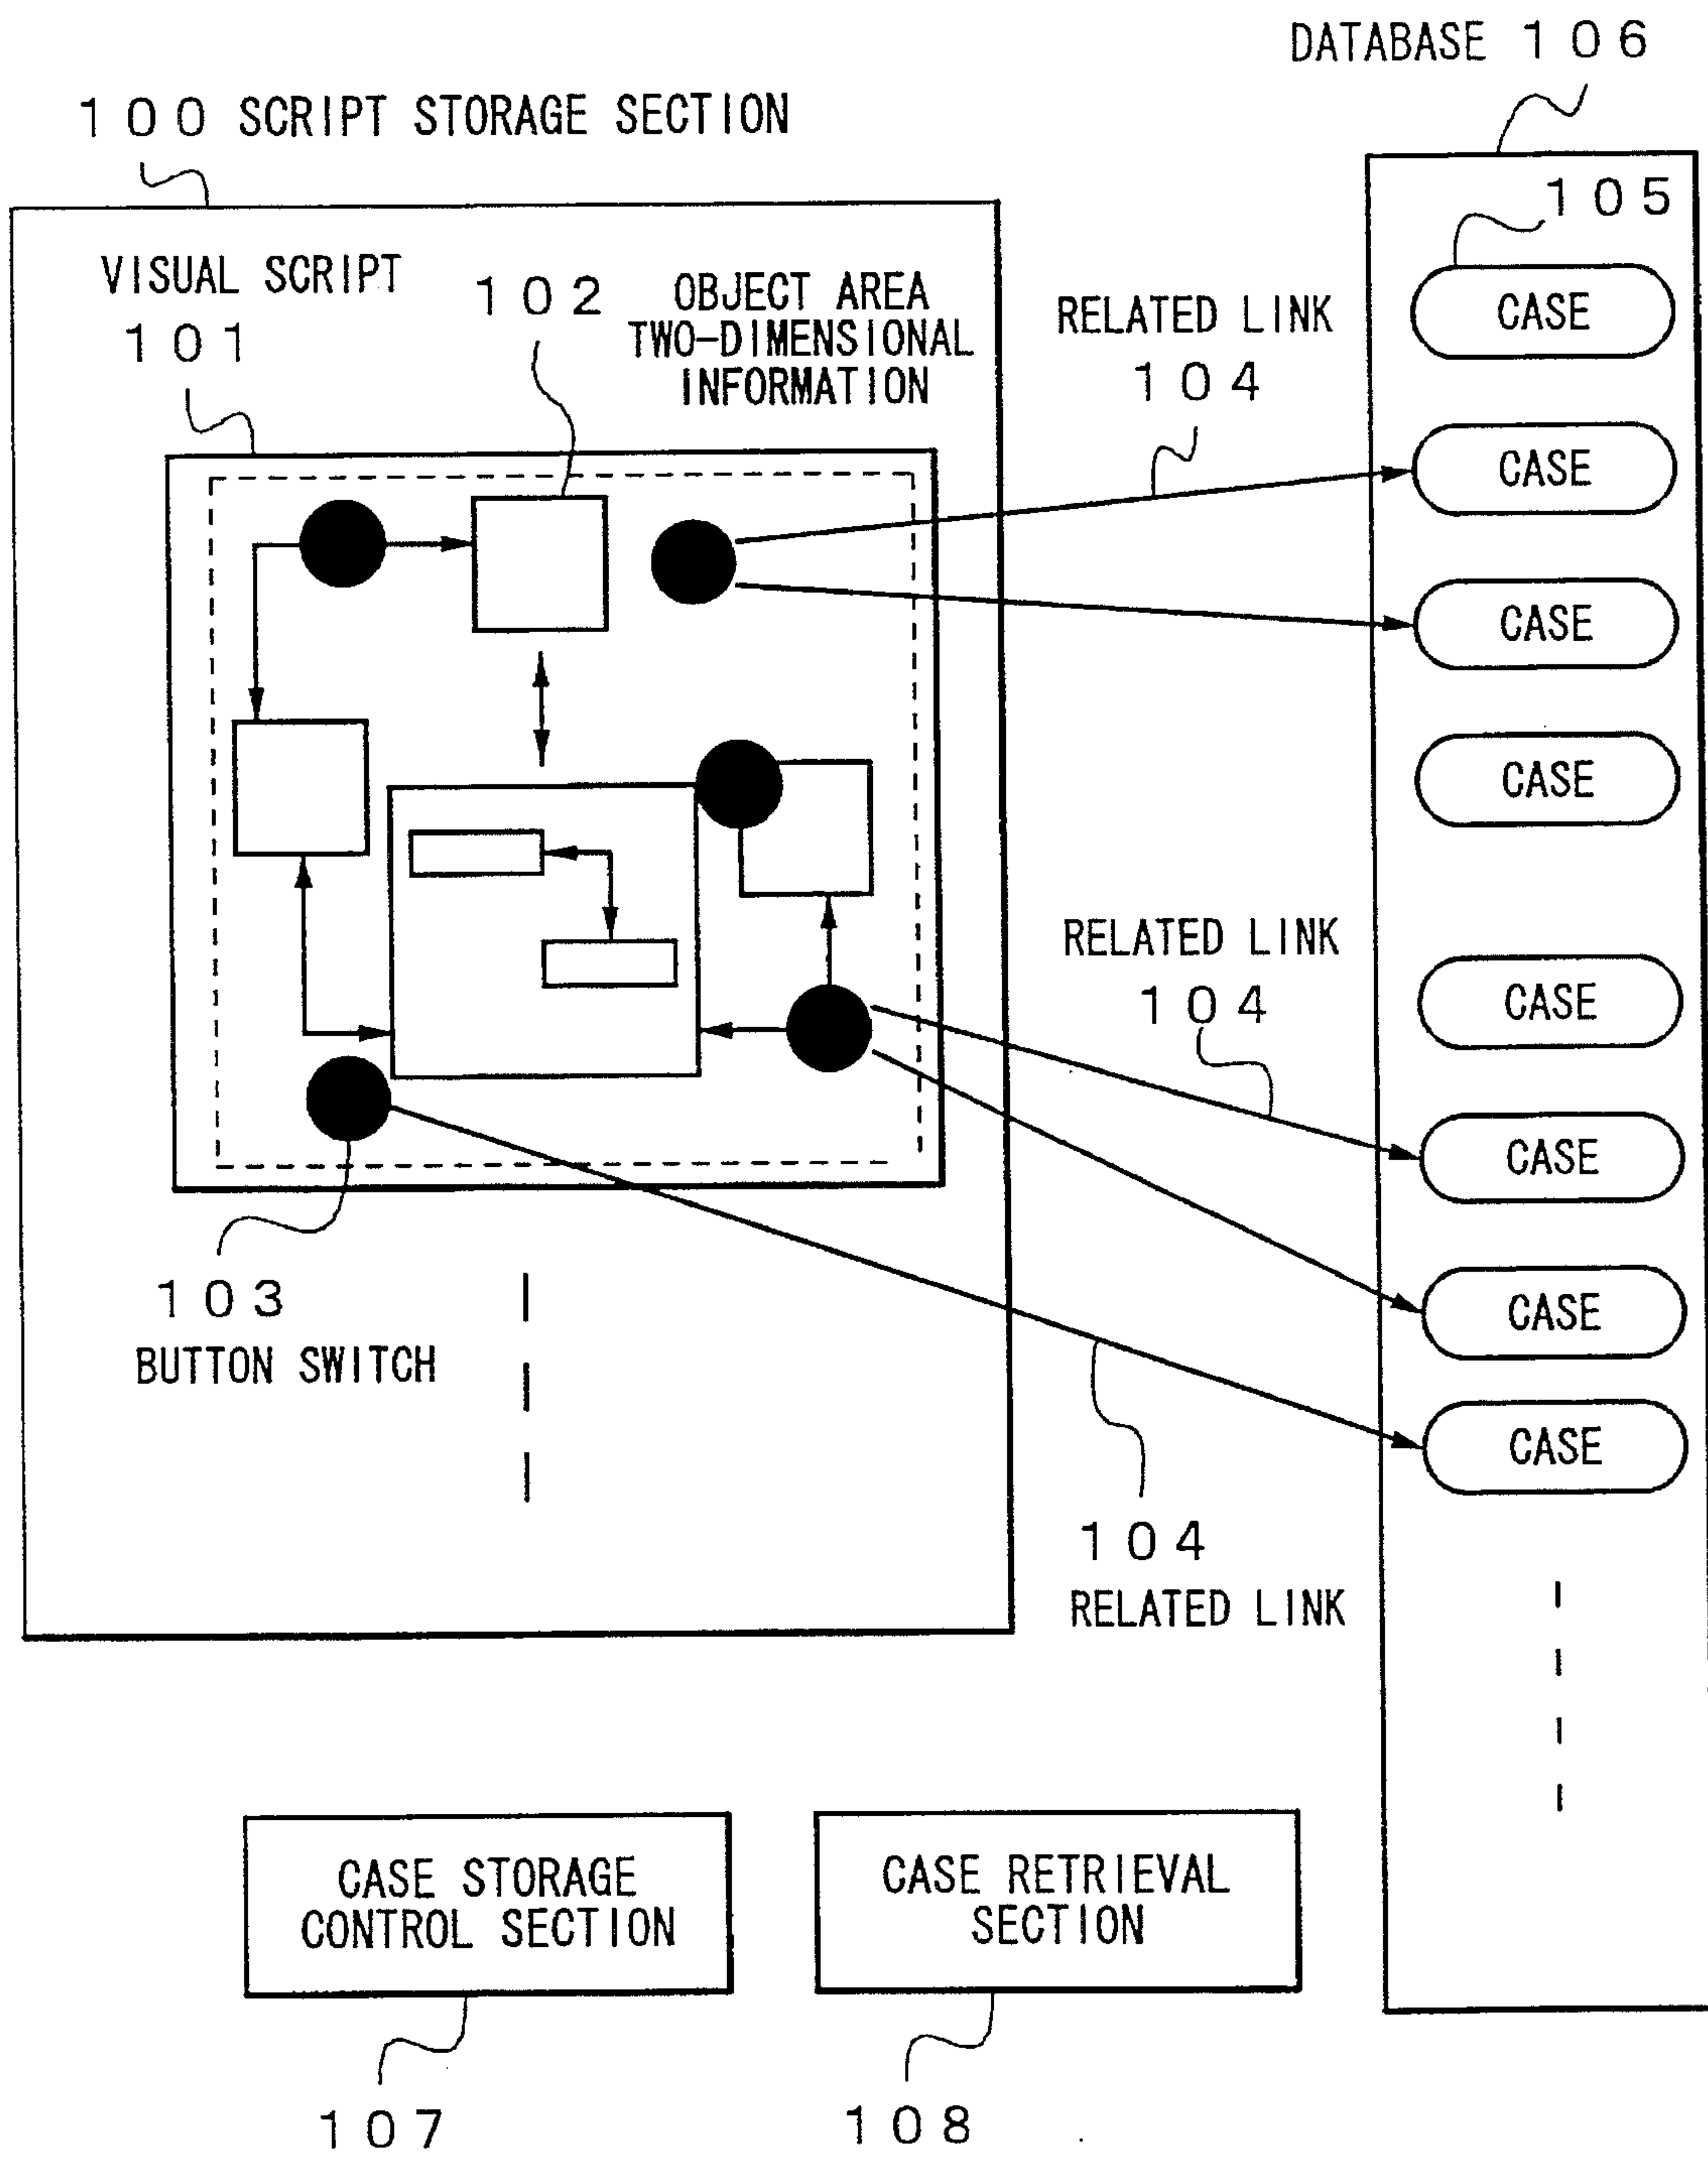 DATABASE 106
100 SCRIPT STORAGE SECTION
105
VISUAL SCRIPT
101
102
OBJECT AREA
TWO-DIMENSIONAL
INFORMATION
RELATED LINK
104
CASE
CASE
CASE
CASE
RELATED LINK
104
CASE
CASE
CASE
CASE
103
BUTTON SWITCH
104
RELATED LINK
CASE STORAGE
CONTROL SECTION
CASE RETRIEVAL
SECTION
107
108